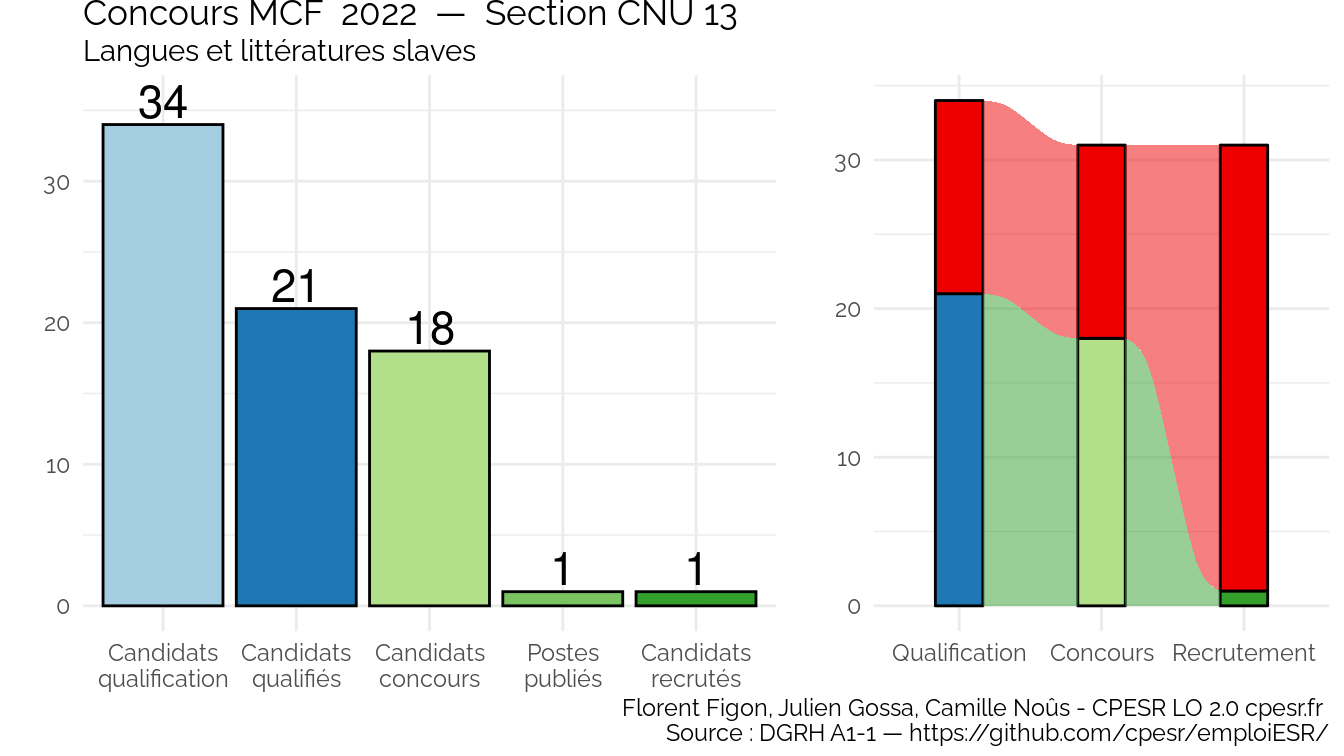 Concours MCF 2022 — Section CNU 13
Langues et littératures slaves
34
21
18
1
1
30
20
10
0
Candidats qualification
Candidats qualifiés
Candidats concours
Postes publiés
Candidats recrutés
30
20
10
0
Qualification
Concours
Recrutement
Florent Figon, Julien Gossa, Camille Noûs - CPESR LO 2.0 cpesr.fr
Source : DGRH A1-1 — https://github.com/cpesr/emploiESR/